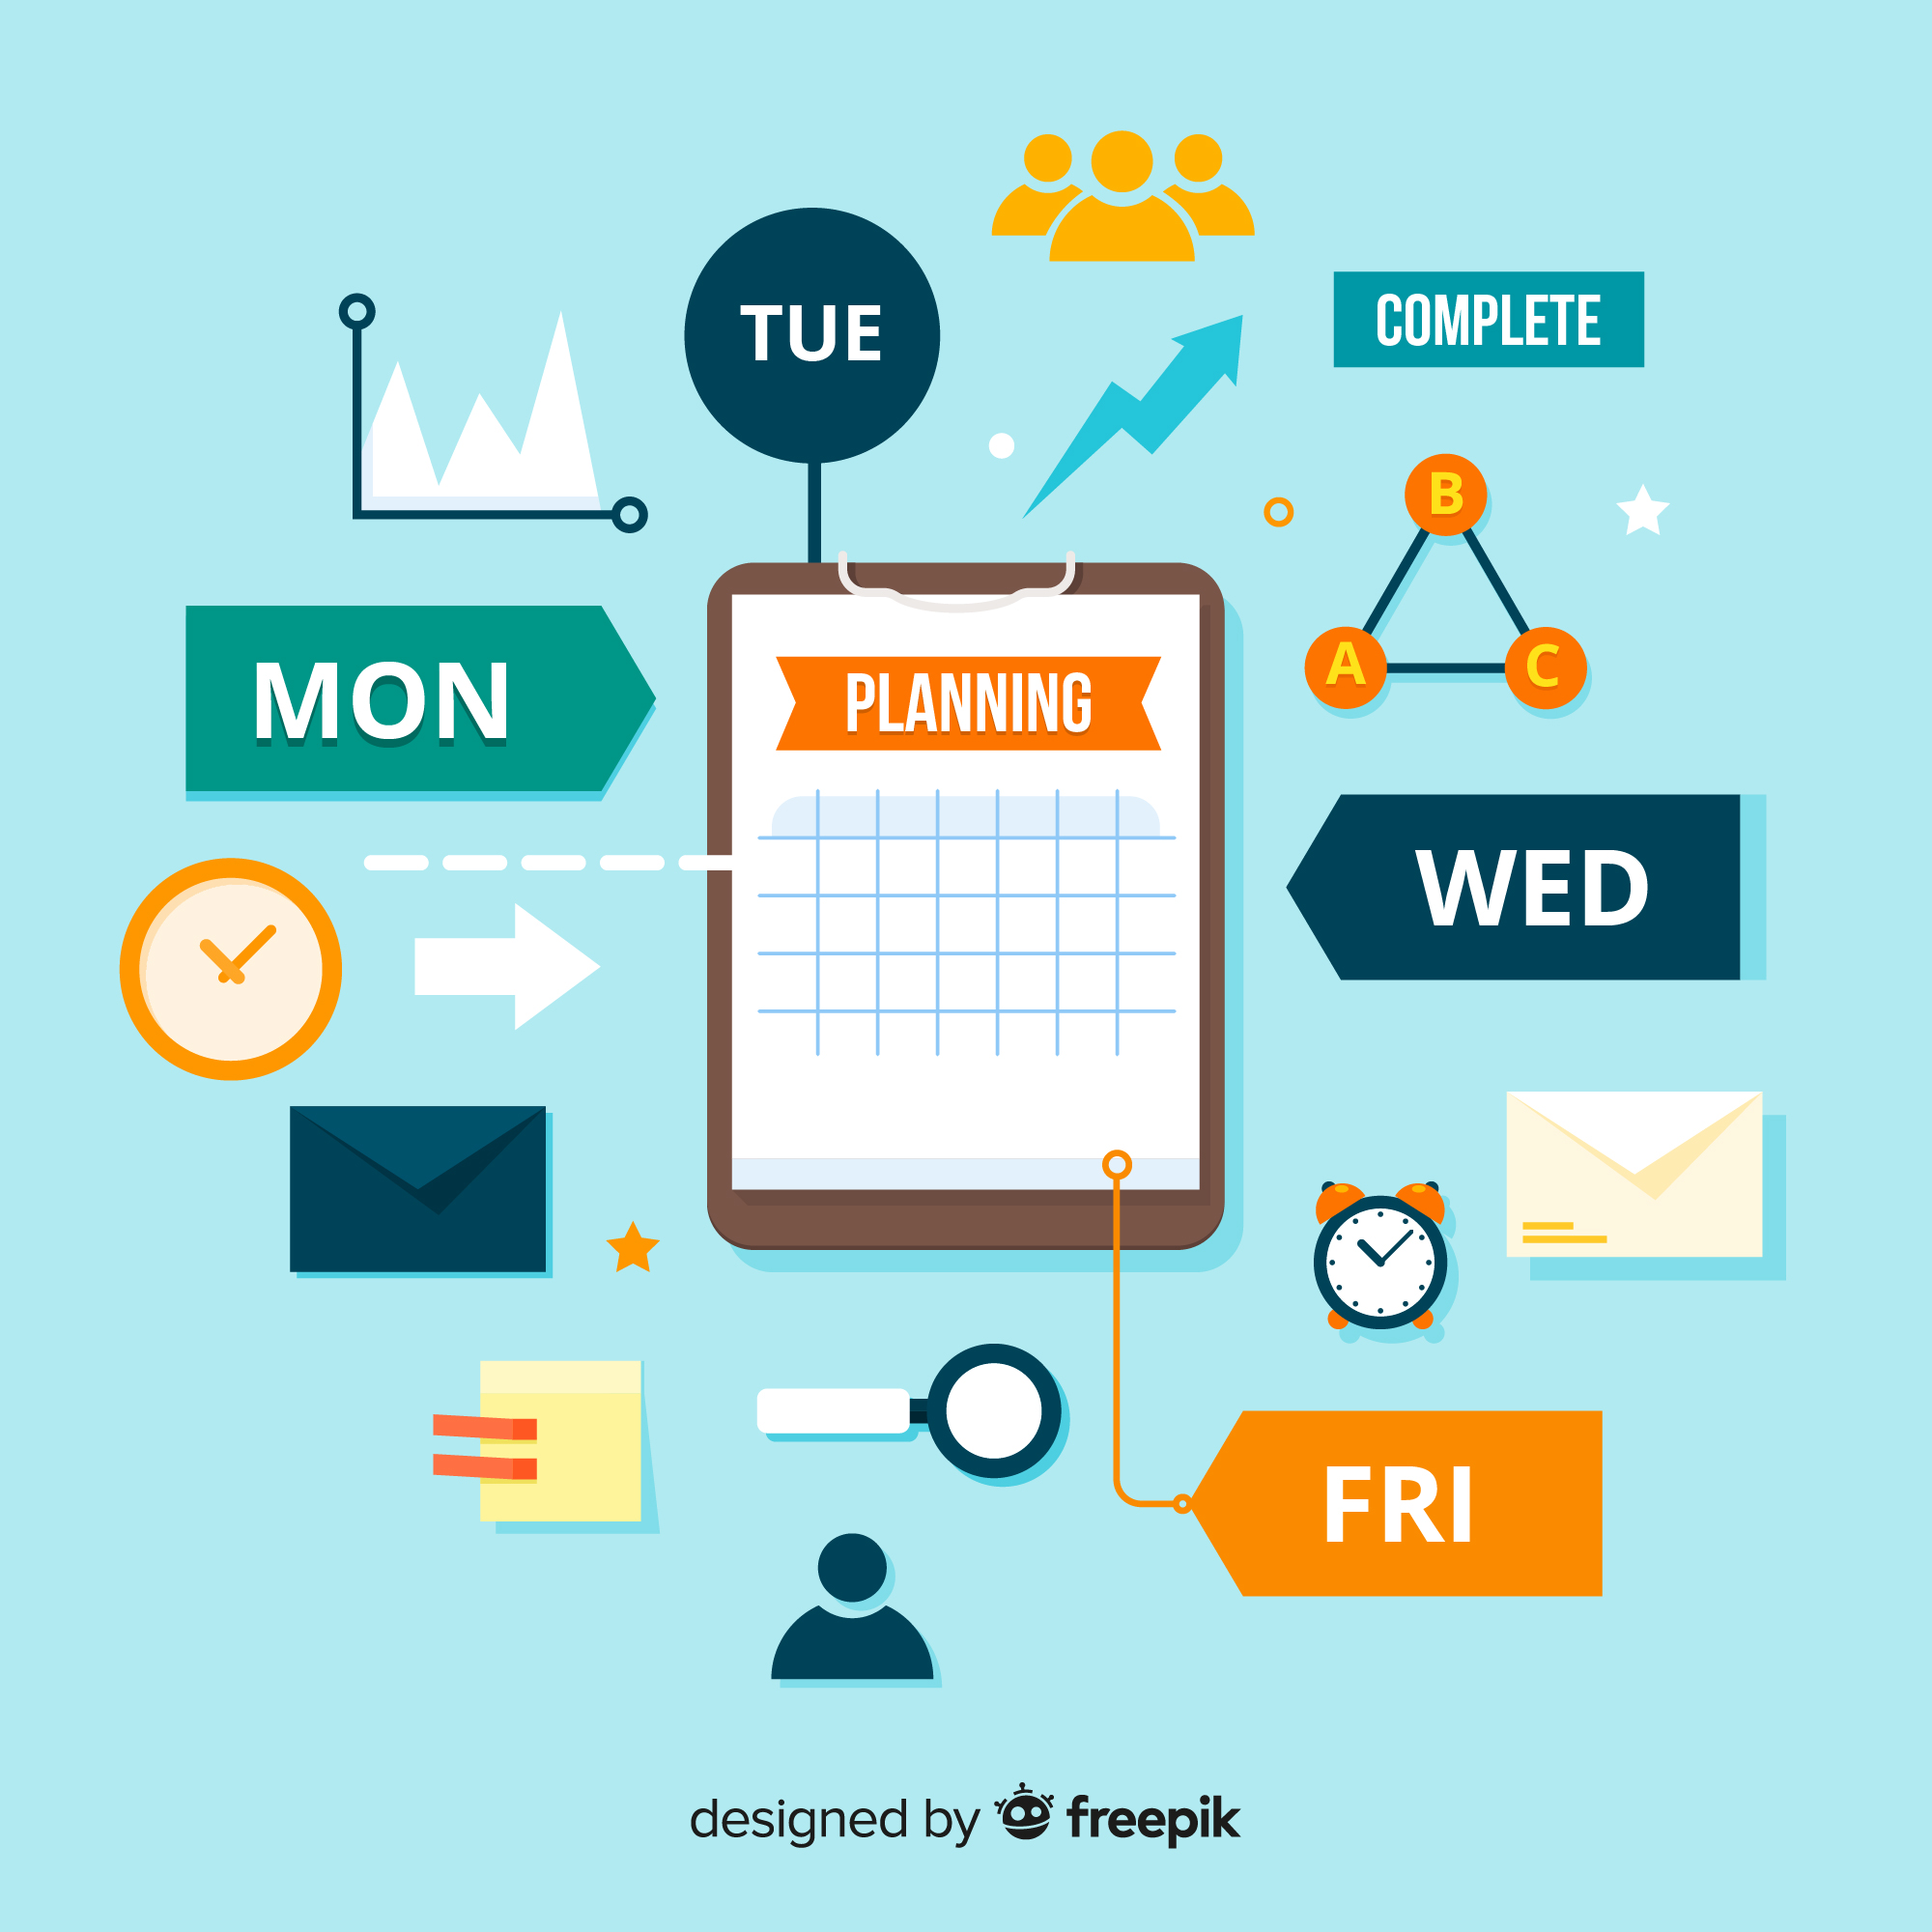 TUE
COMPLETE
B
A
C
MON
PLANNING
WED
FRI
designed by freepik